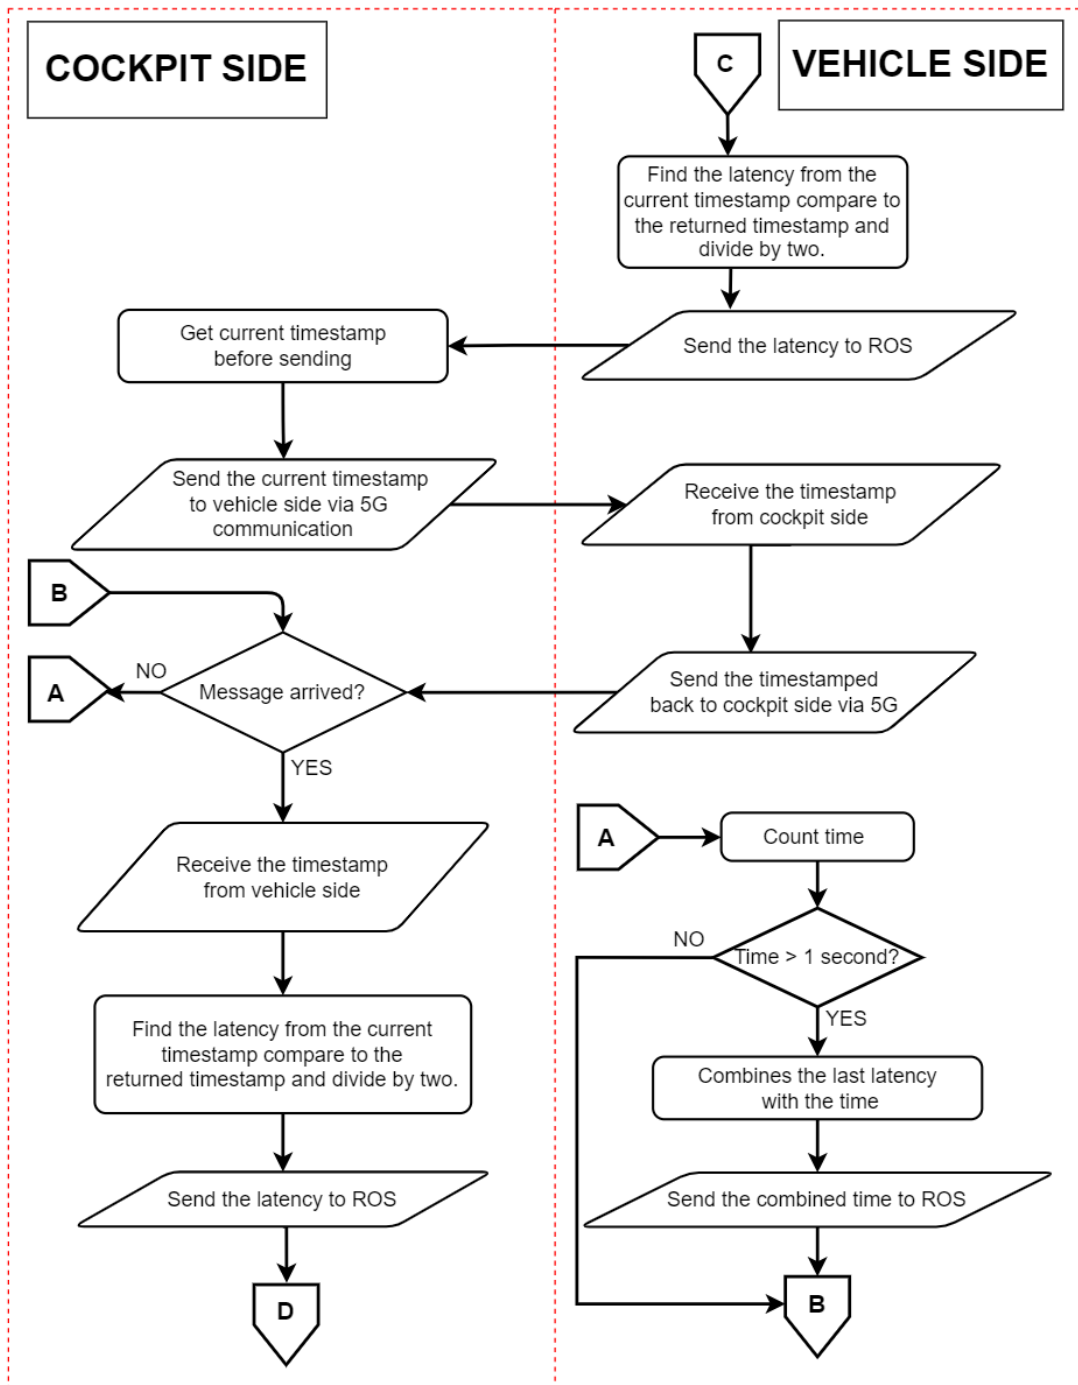 COCKPIT SIDE
VEHICLE SIDE
C
Find the latency from the
current timestamp compare to
the returned timestamp and
divide by two.
Send the latency to ROS
Get current timestamp
before sending
Send the current timestamp
to vehicle side via 5G
communication
Receive the timestamp
from cockpit side
Send the timestamped
back to cockpit side via 5G
B
A
NO
Message arrived?
YES
Receive the timestamp
from vehicle side
Find the latency from the current
timestamp compare to the
returned timestamp and divide by two.
Send the latency to ROS
D
A
Count time
NO
Time > 1 second?
YES
Combines the last latency
with the time
Send the combined time to ROS
B